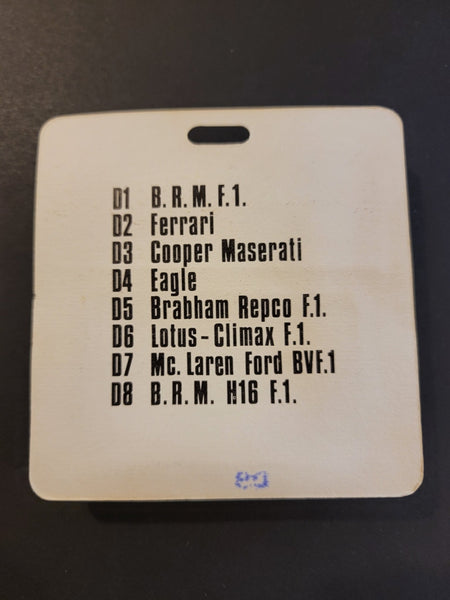 D1 B.R.M. F.1.
D2 Ferrari
D3 Cooper Maserati
D4 Eagle
D5 Brabham Repco F.1.
D6 Lotus-Climax F.1.
D7 Mc.Laren Ford BVF.1
D8 B.R.M. H16 F.1.